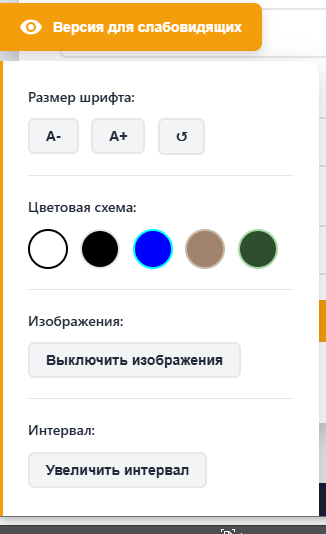 Версия для слабовидящих
Размер шрифта:
A- A+ ↺
Цветовая схема:
Изображения:
Выключить изображения
Интервал:
Увеличить интервал